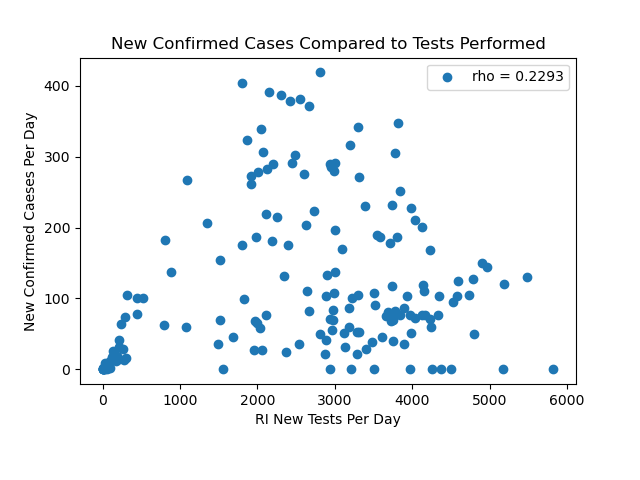 New Confirmed Cases Compared to Tests Performed
rho = 0.2293
400
300
200
100
0
New Confirmed Caeses Per Day
0 1000 2000 3000 4000 5000 6000
RI New Tests Per Day